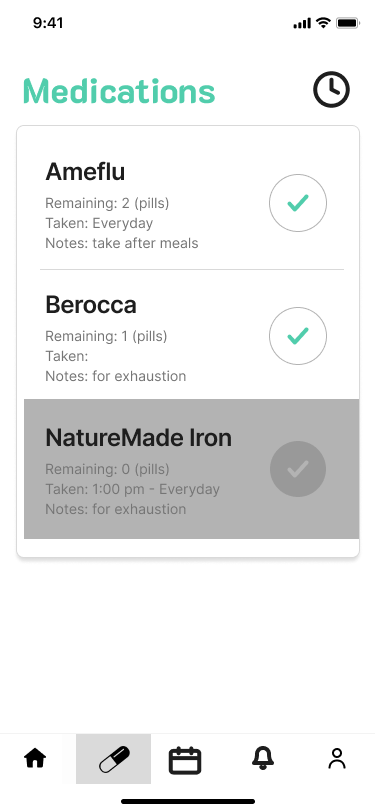 9:41
Medications
Ameflu
Remaining: 2 (pills)
Taken: Everyday
Notes: take after meals
Berocca
Remaining: 1 (pills)
Taken:
Notes: for exhaustion
NatureMade Iron
Remaining: 0 (pills)
Taken: 1:00 pm - Everyday
Notes: for exhaustion